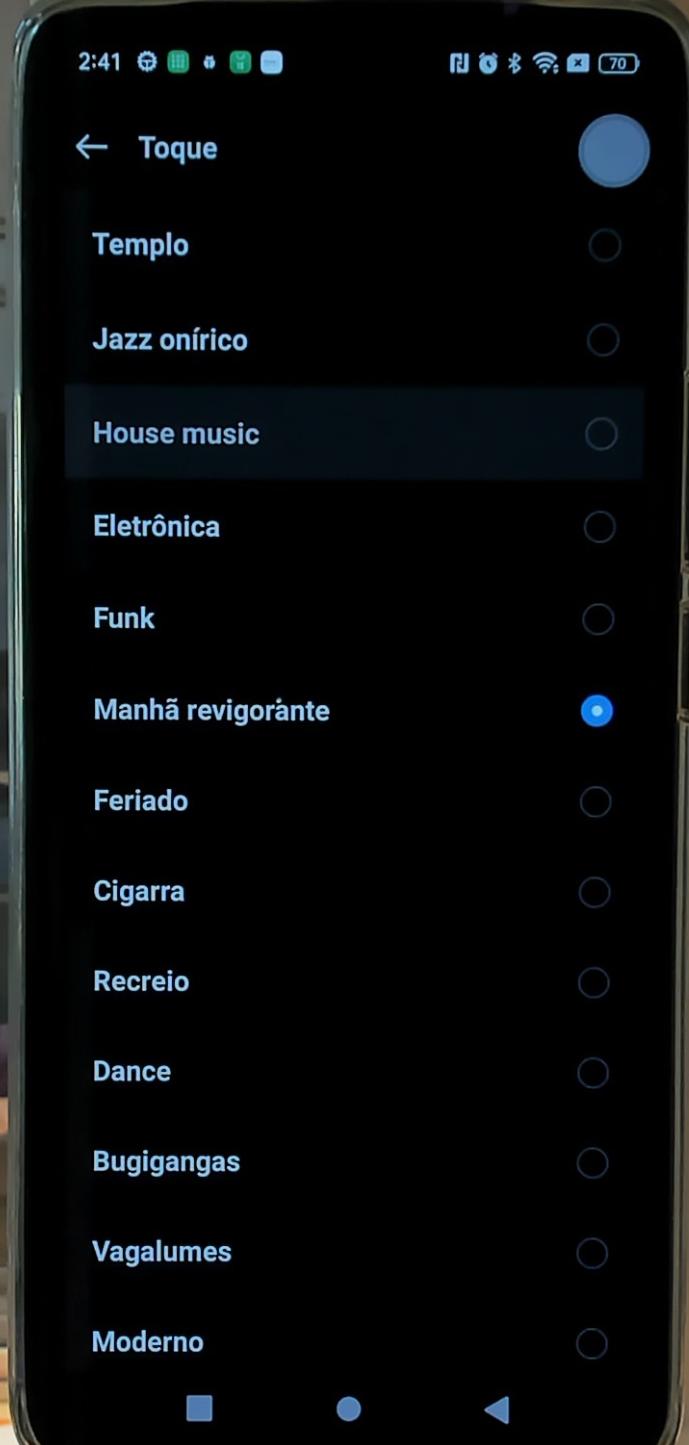 2:41 70
Toque
Templo
Jazz onírico
House music
Eletrônica
Funk
Manhã revigorante
Feriado
Cigarra
Recreio
Dance
Bugigangas
Vagalumes
Moderno